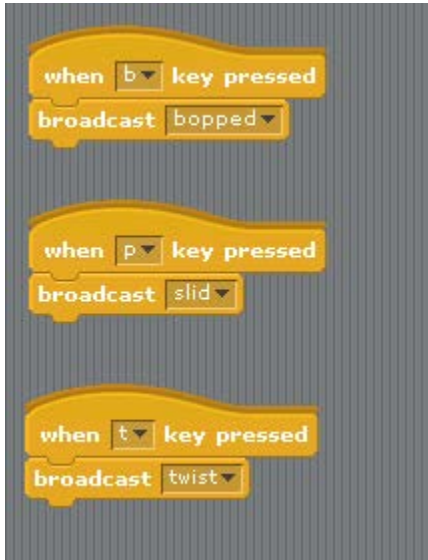 when b key pressed
broadcast bopped
when p key pressed
broadcast slid
when t key pressed
broadcast twist